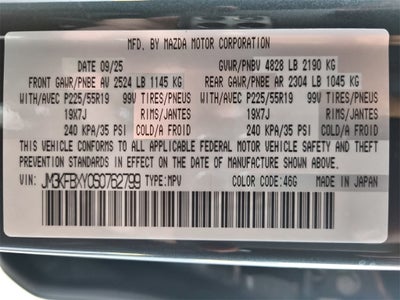 MFD. BY MAZDA MOTOR CORPORATION
DATE 09/25 GVWR/PNBV 4828 LB 2190 KG
FRONT GAWR/PNBE AV 2524 LB 1145 KG REAR GAWR/PNBE AR 2304 LB 1045 KG
WITH/AVEC P225/55R19 99V TIRES/PNEUS WITH/AVEC P225/55R19 99V TIRES/PNEUS
19X7J RIMS/JANTES 19X7J RIMS/JANTES
240 KPA/35 PSI COLD/A FROID 240 KPA/35 PSI COLD/A FROID
THIS VEHICLE CONFORMS TO ALL APPLICABLE FEDERAL MOTOR VEHICLE SAFETY AND THEFT
PREVENTION STANDARDS IN EFFECT ON THE DATE OF MANUFACTURE SHOWN ABOVE.
VIN: JM3KFBXY0S0762799 TYPE:MPV COLOR CODE:46G MADE IN JAPAN